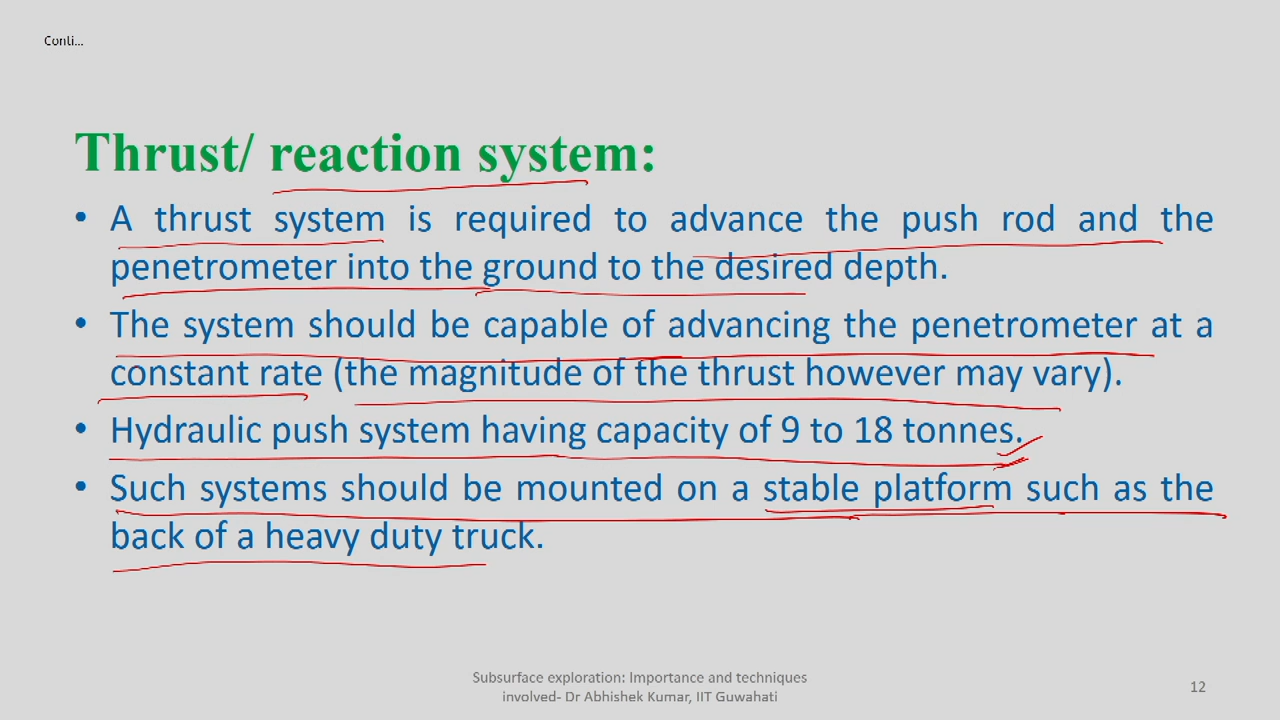 Conti...
Thrust/ reaction system:
• A thrust system is required to advance the push rod and the
penetrometer into the ground to the desired depth.
• The system should be capable of advancing the penetrometer at a
constant rate (the magnitude of the thrust however may vary).
• Hydraulic push system having capacity of 9 to 18 tonnes.
• Such systems should be mounted on a stable platform such as the
back of a heavy duty truck.
Subsurface exploration: Importance and techniques
involved- Dr Abhishek Kumar, IIT Guwahati
12